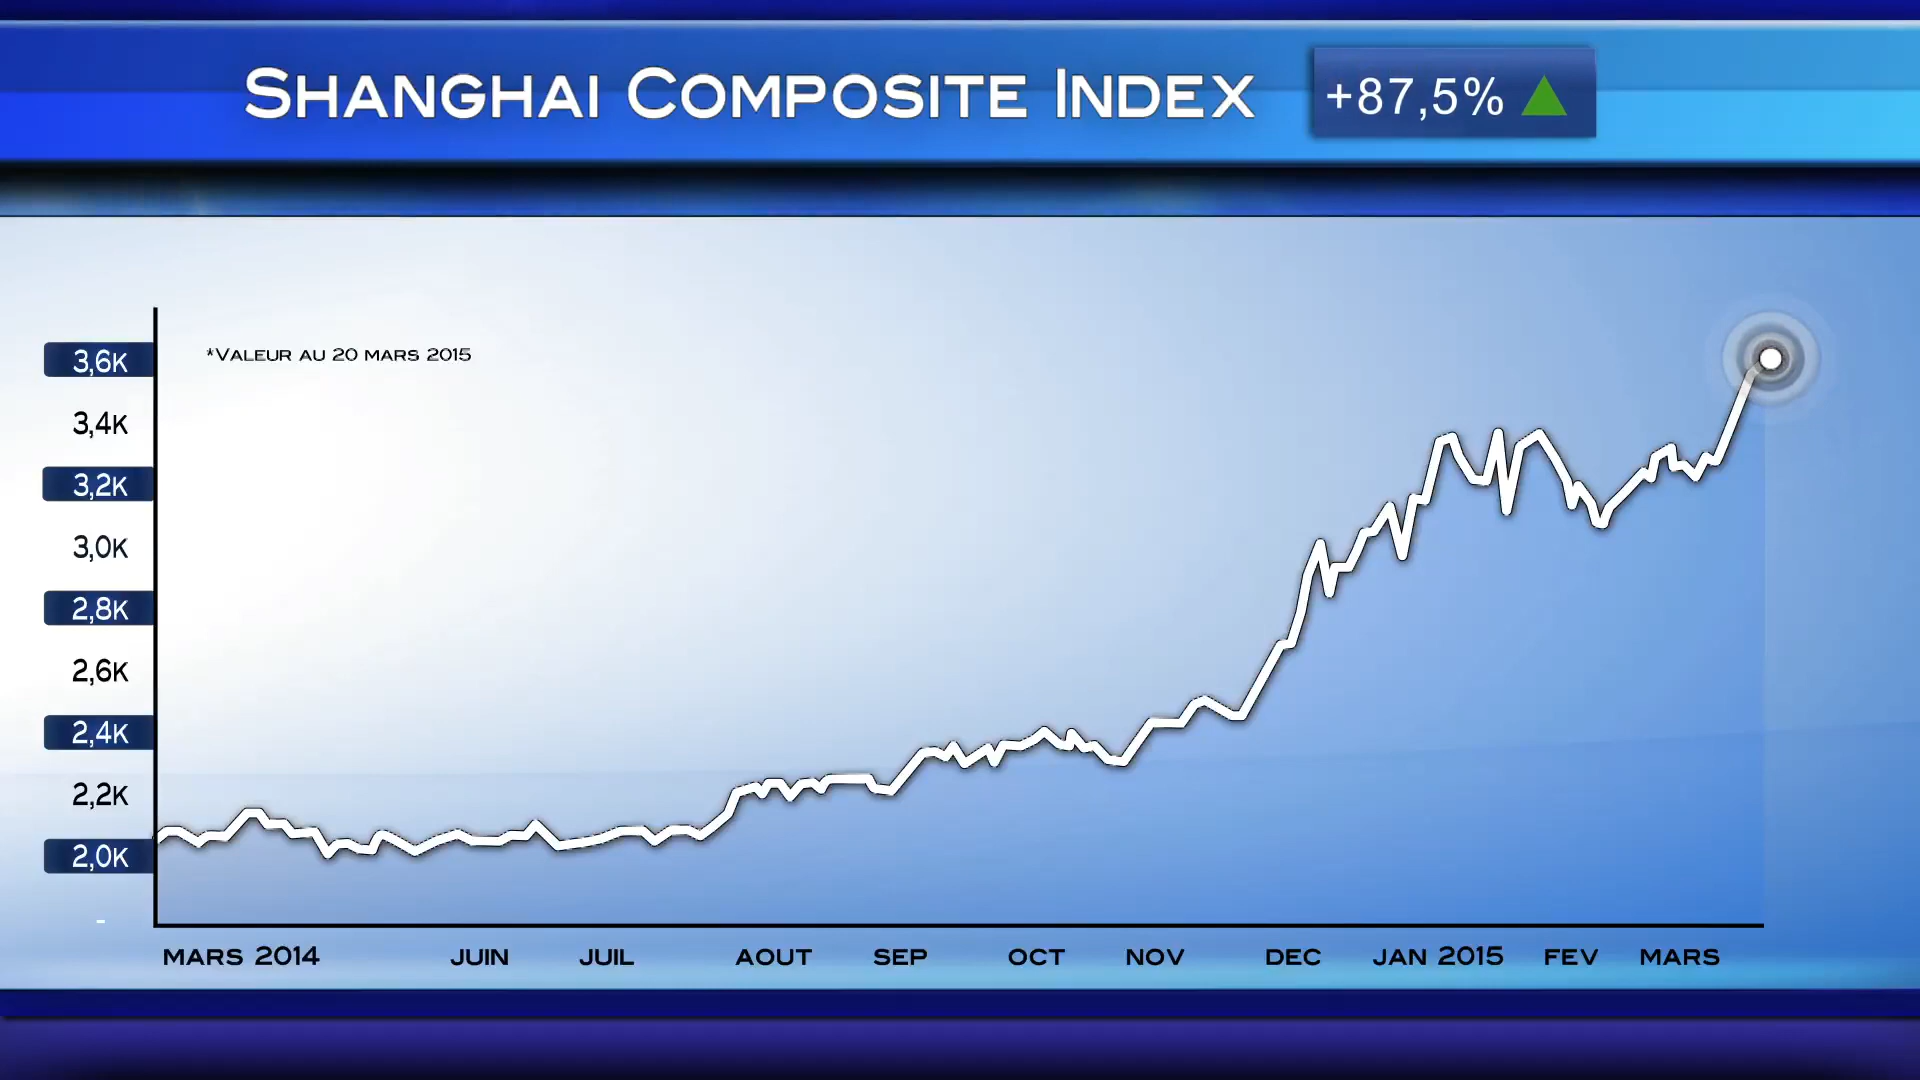 SHANGHAI COMPOSITE INDEX +87,5%
*VALEUR AU 20 MARS 2015
3,6K
3,4K
3,2K
3,0K
2,8K
2,6K
2,4K
2,2K
2,0K
-
MARS 2014 JUIN JUIL AOUT SEP OCT NOV DEC JAN 2015 FEV MARS